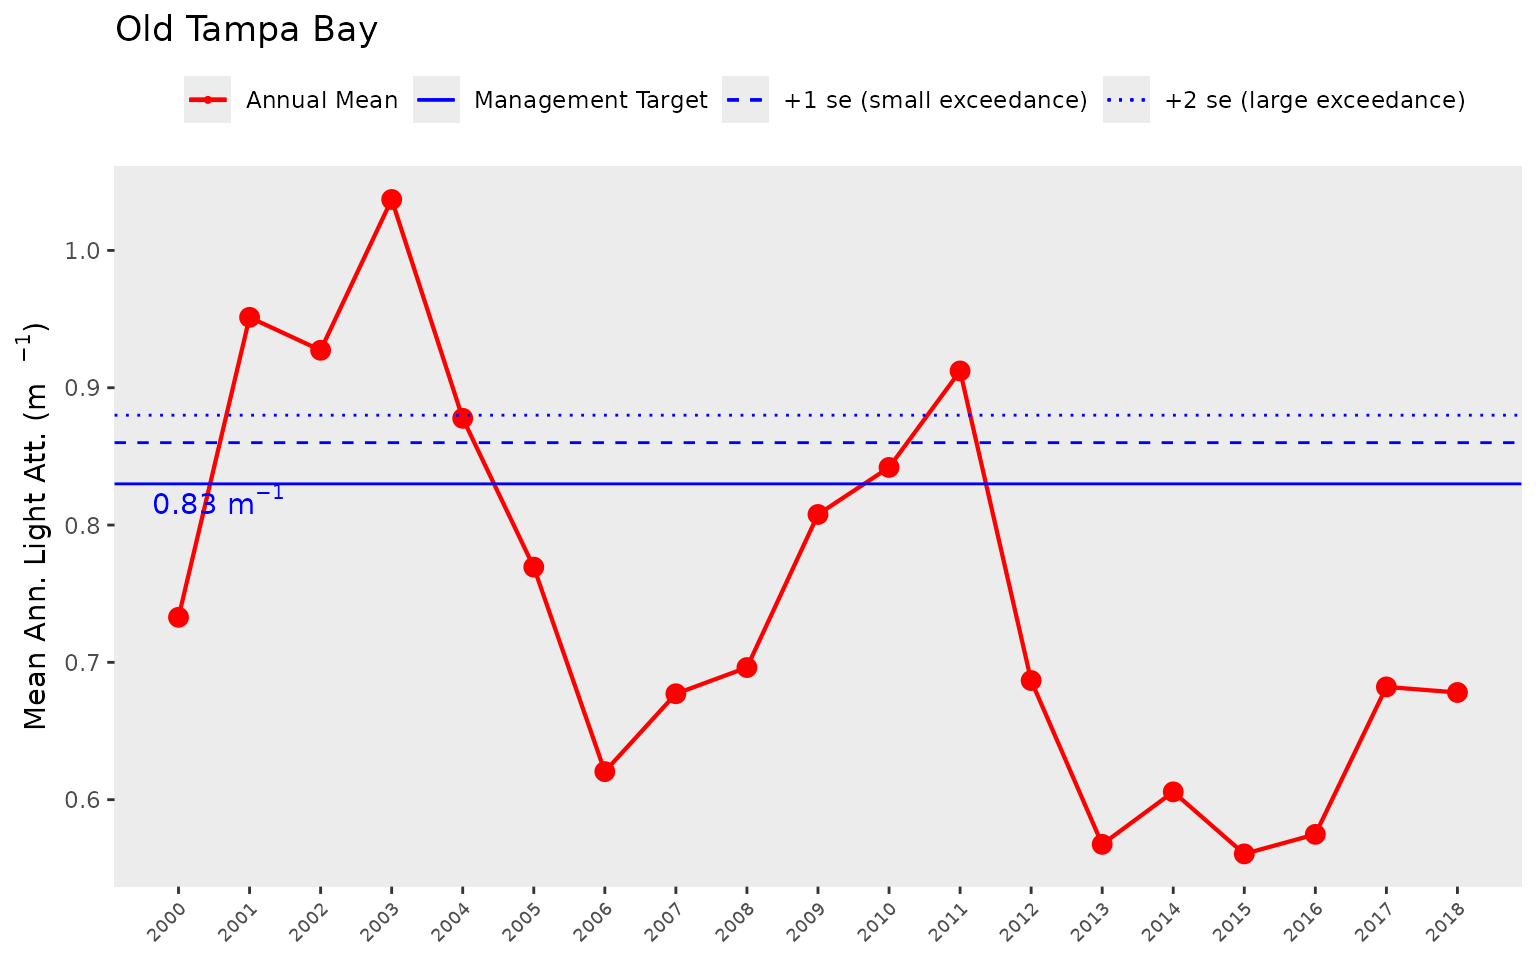 Old Tampa Bay
Annual Mean Management Target +1 se (small exceedance) +2 se (large exceedance)
Mean Ann. Light Att. (m ⁻¹)
1.0
0.9
0.8
0.7
0.6
0.83 m⁻¹
2000 2001 2002 2003 2004 2005 2006 2007 2008 2009 2010 2011 2012 2013 2014 2015 2016 2017 2018